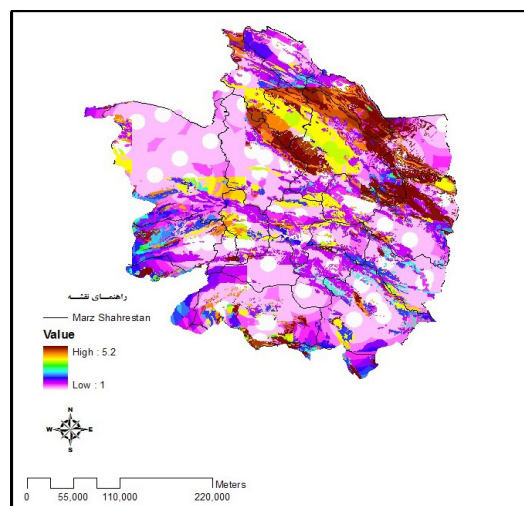 راهنمای نقشه
Marz Shahrestan
Value
High : 5.2
Low : 1
N
W E
S
Meters
0 55,000 110,000 220,000